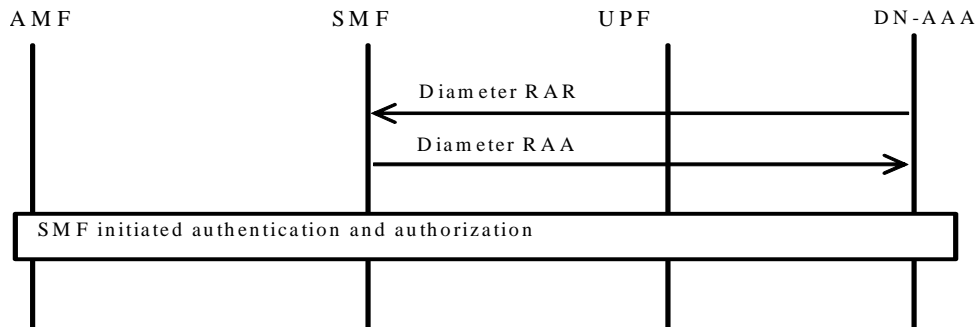 AMF
SMF
UPF
DN-AAA
Diameter RAR
Diameter RAA
SMF initiated authentication and authorization